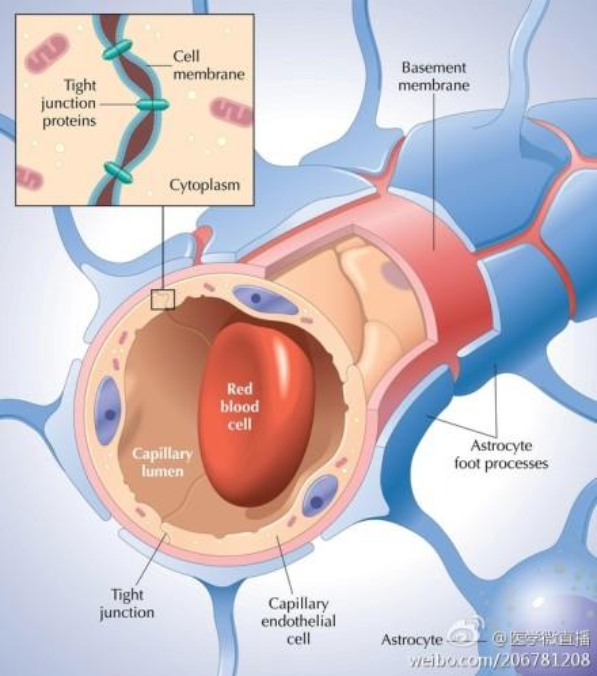 Cell
membrane
Tight
junction
proteins
Cytoplasm
Basement
membrane
Red
blood
cell
Capillary
lumen
Astrocyte
foot processes
Tight
junction
Capillary
endothelial
cell
Astrocyte
@医学微直播
weibo.com/206781208